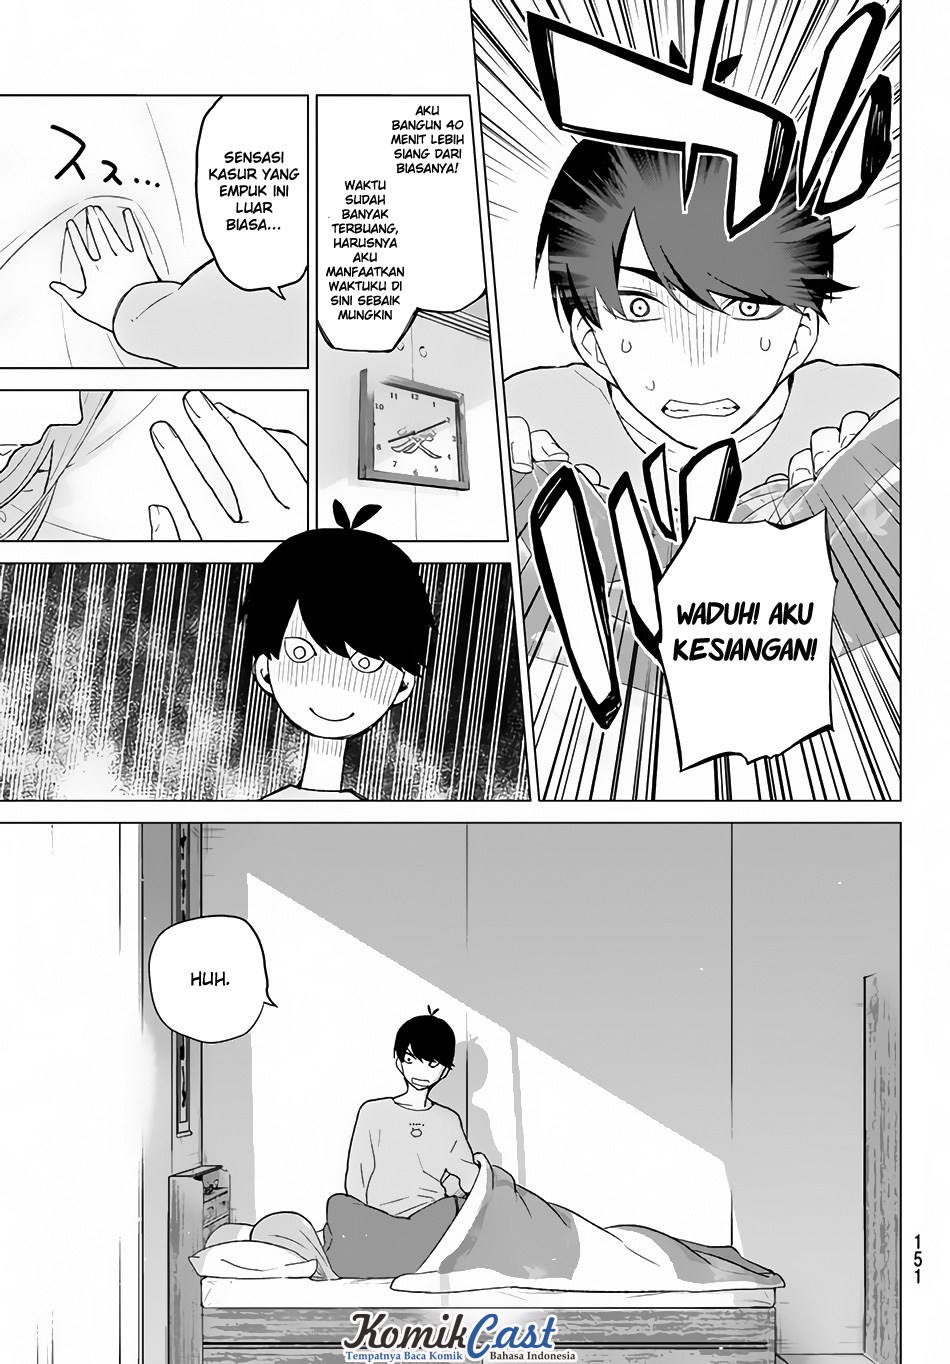 WADUH! AKU
KESIANGAN!
AKU
BANGUN 40
MENIT LEBIH
SIANG DARI
BIASANYA!
WAKTU
SUDAH
BANYAK
TERBUANG,
HARUSNYA
AKU
MANFAATKAN
WAKTUKU DI
SINI SEBAIK
MUNGKIN
SENSASI
KASUR YANG
EMPUK INI
LUAR
BIASA...
スス...
HUH.
151
KomikCast
Tempatnya Baca Komik Bahasa Indonesia